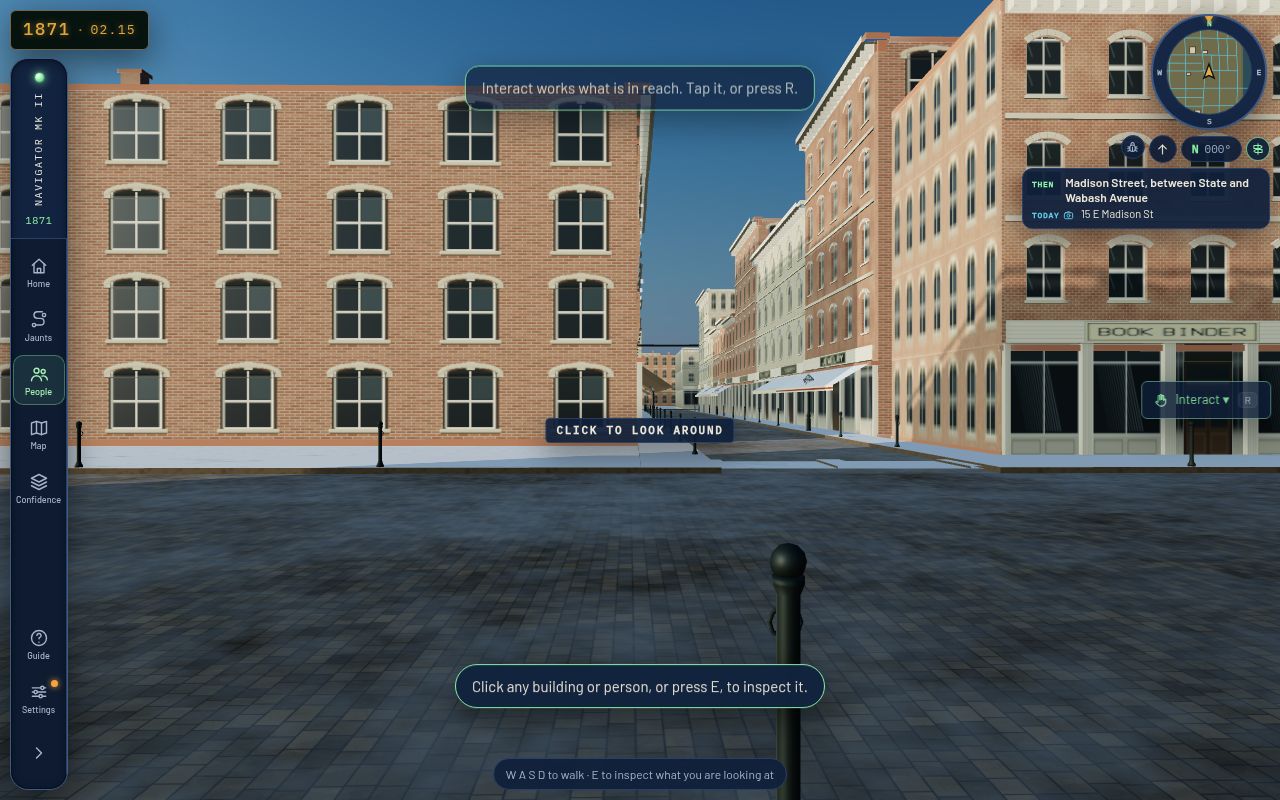 1871 · 02.15
NAVIGATOR MK II
1871
Home
Jaunts
People
Map
Confidence
Guide
Settings
Interact works what is in reach. Tap it, or press R.
N
W
E
S
N 000°
THEN Madison Street, between State and
Wabash Avenue
TODAY 15 E Madison St
BOOK BINDER
Interact ▾ R
CLICK TO LOOK AROUND
Click any building or person, or press E, to inspect it.
W A S D to walk · E to inspect what you are looking at